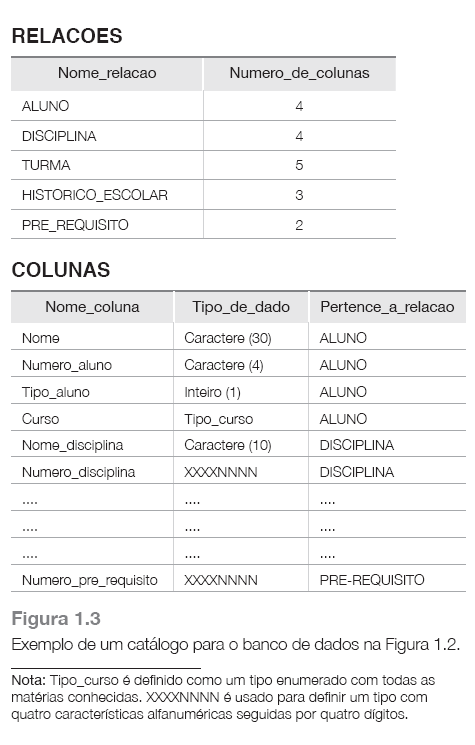 RELACOES
Nome_relacao Numero_de_colunas
ALUNO 4
DISCIPLINA 4
TURMA 5
HISTORICO_ESCOLAR 3
PRE_REQUISITO 2
COLUNAS
Nome_coluna Tipo_de_dado Pertence_a_relacao
Nome Caractere (30) ALUNO
Numero_aluno Caractere (4) ALUNO
Tipo_aluno Inteiro (1) ALUNO
Curso Tipo_curso ALUNO
Nome_disciplina Caractere (10) DISCIPLINA
Numero_disciplina XXXXNNNN DISCIPLINA
.... .... ....
.... .... ....
.... .... ....
Numero_pre_requisito XXXXNNNN PRE-REQUISITO
Figura 1.3
Exemplo de um catálogo para o banco de dados na Figura 1.2.
Nota: Tipo_curso é definido como um tipo enumerado com todas as
matérias conhecidas. XXXXNNNN é usado para definir um tipo com
quatro características alfanuméricas seguidas por quatro dígitos.